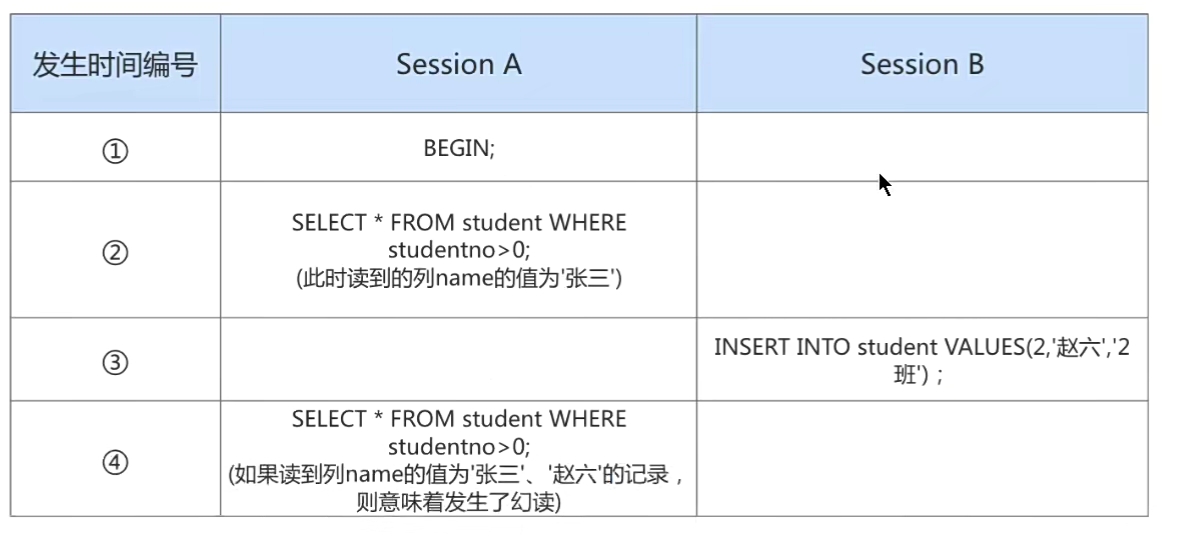 发生时间编号
Session A
Session B
①
BEGIN;
②
SELECT * FROM student WHERE
studentno>0;
(此时读到的列name的值为'张三')
③
INSERT INTO student VALUES(2,'赵六','2
班')；
④
SELECT * FROM student WHERE
studentno>0;
(如果读到列name的值为'张三'、'赵六'的记录，
则意味着发生了幻读)